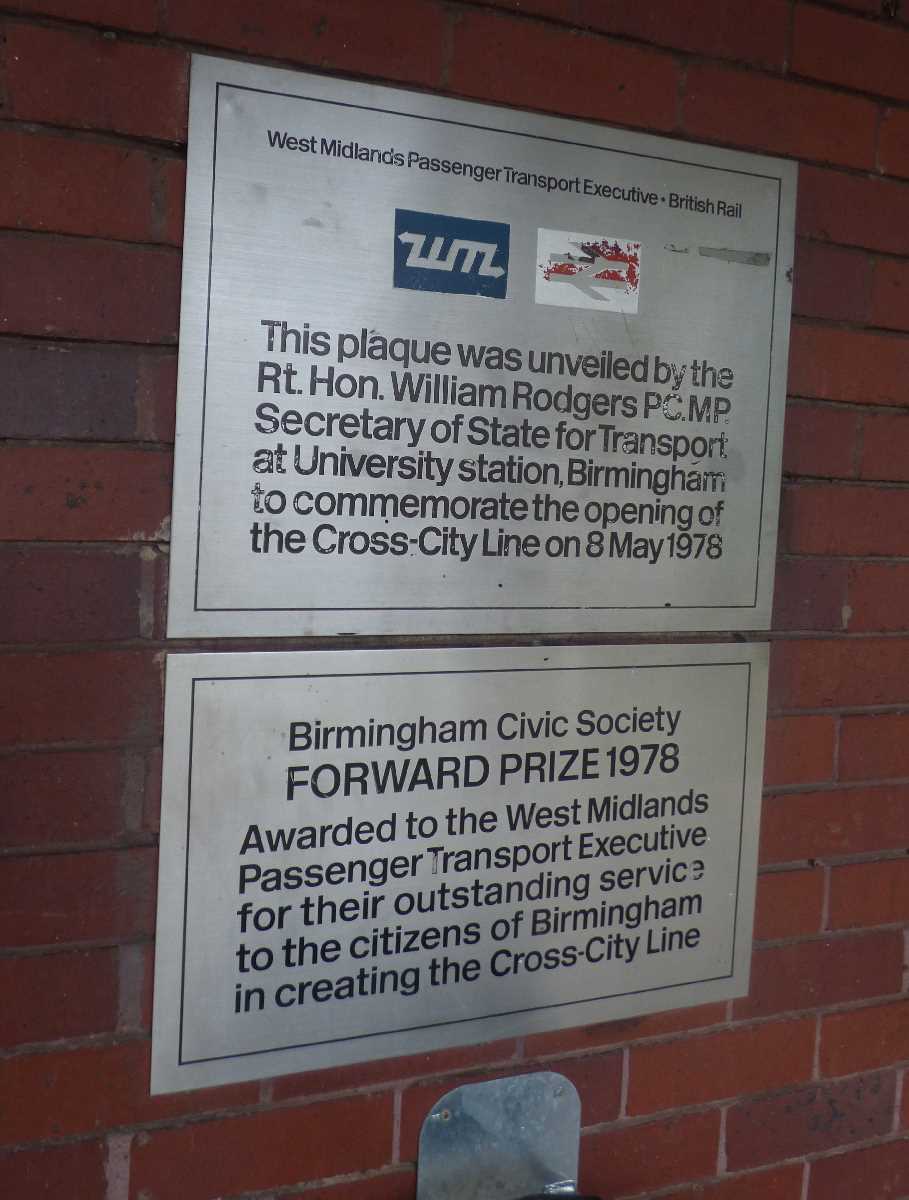 West Midlands Passenger Transport Executive • British Rail
WM
This plaque was unveiled by the
Rt. Hon. William Rodgers PC.MP.
Secretary of State for Transport
at University station, Birmingham
to commemorate the opening of
the Cross-City Line on 8 May 1978
Birmingham Civic Society
FORWARD PRIZE 1978
Awarded to the West Midlands
Passenger Transport Executive
for their outstanding service
to the citizens of Birmingham
in creating the Cross-City Line